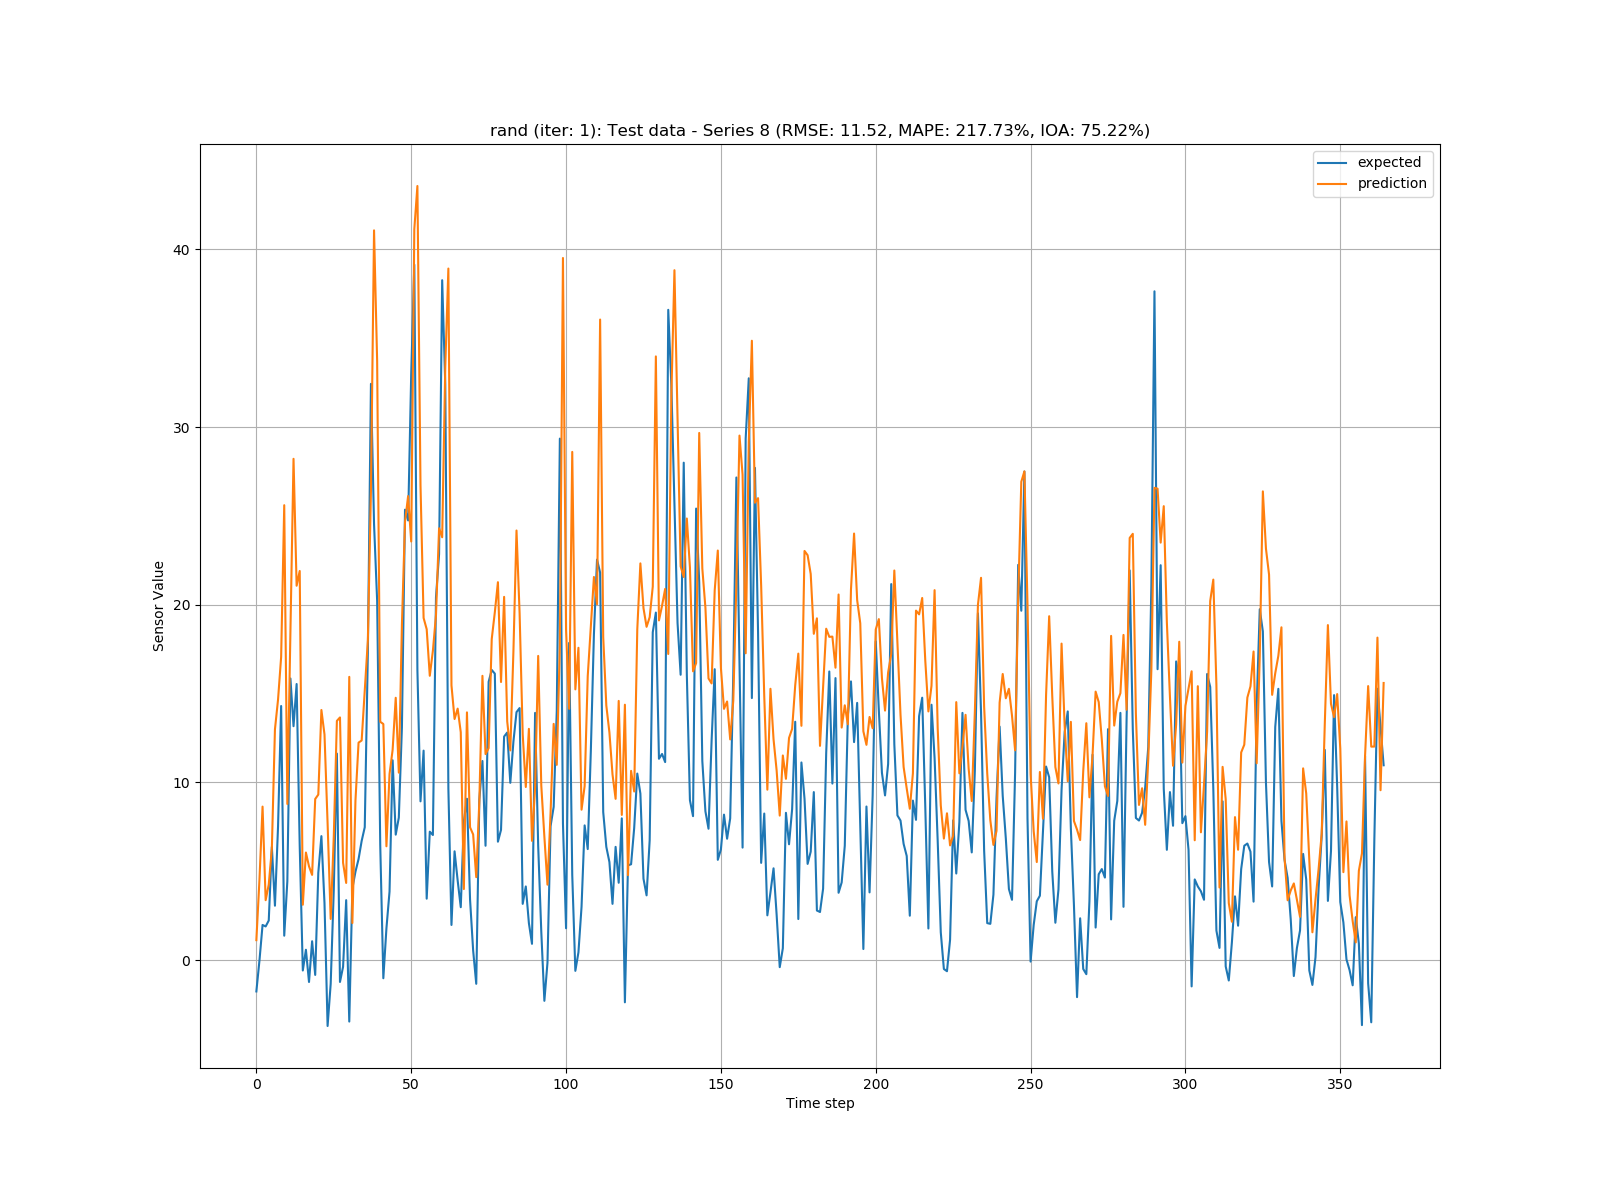 rand (iter: 1): Test data - Series 8 (RMSE: 11.52, MAPE: 217.73%, IOA: 75.22%)
expected
prediction
40
30
20
10
0
Sensor Value
0 50 100 150 200 250 300 350
Time step